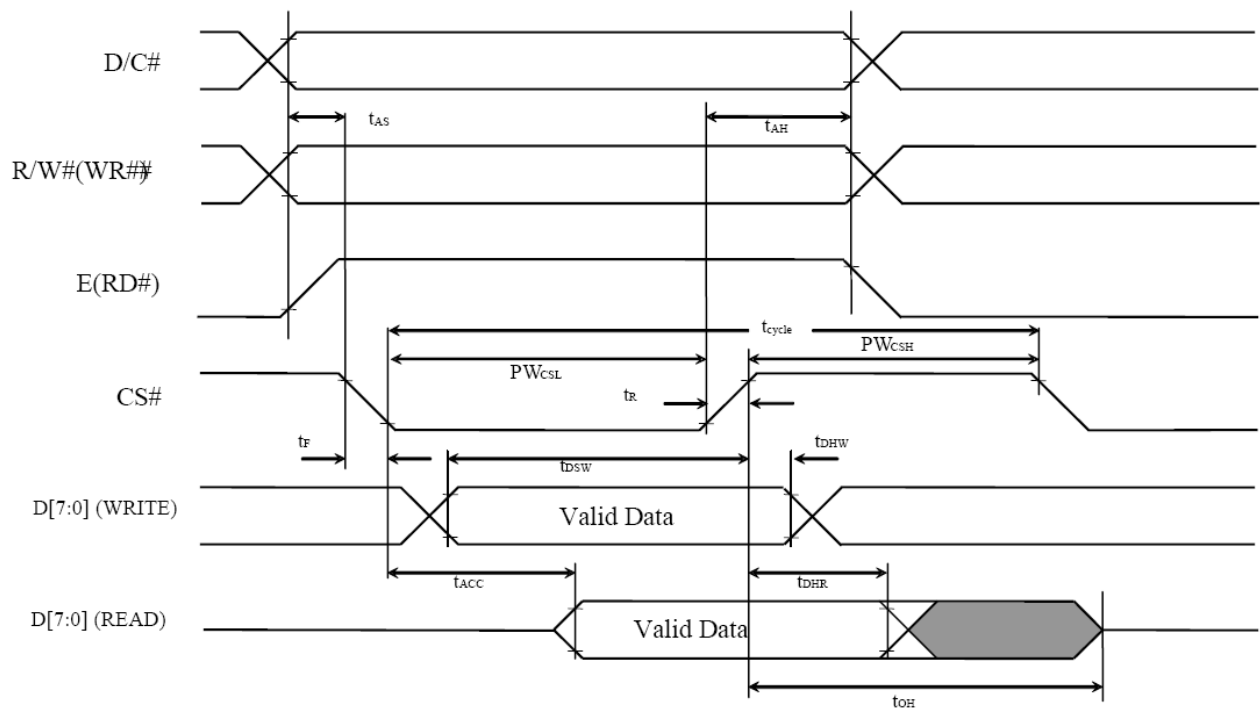 D/C#
tAS
tAH
R/W#(WR##)
E(RD#)
tcycle
PWCSH
PWCSL
CS#
tR
tF
tDSW
tDHW
D[7:0] (WRITE)
Valid Data
tACC
tDHR
D[7:0] (READ)
Valid Data
tOH